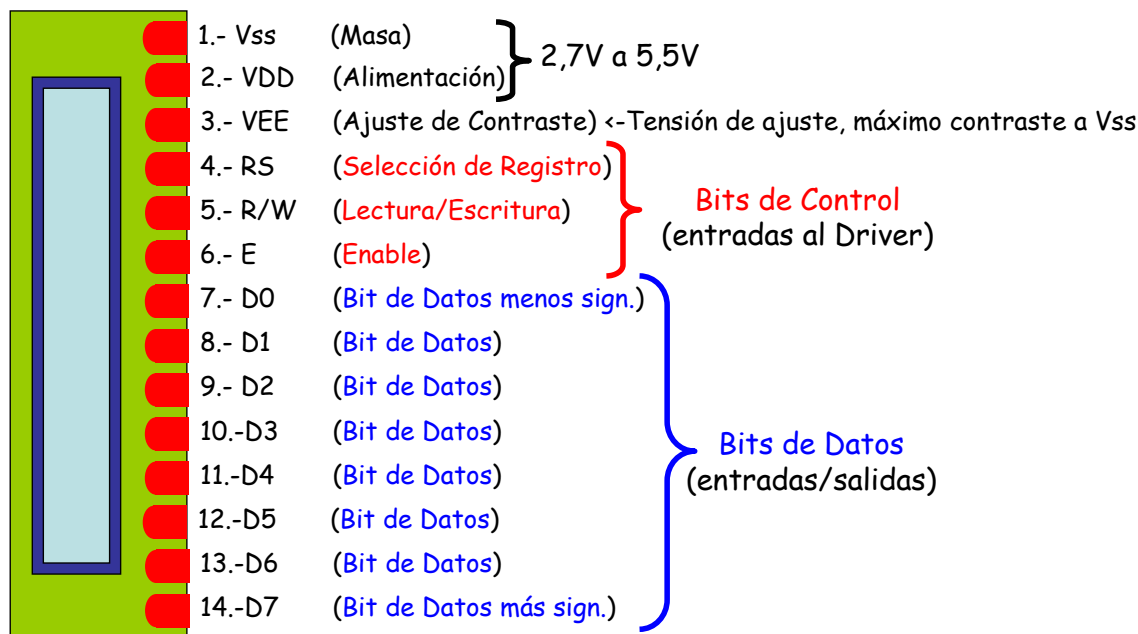 1.- Vss (Masa)
2.- VDD (Alimentación)
2,7V a 5,5V
3.- VEE (Ajuste de Contraste) <-Tensión de ajuste, máximo contraste a Vss
4.- RS (Selección de Registro)
5.- R/W (Lectura/Escritura)
6.- E (Enable)
Bits de Control
(entradas al Driver)
7.- D0 (Bit de Datos menos sign.)
8.- D1 (Bit de Datos)
9.- D2 (Bit de Datos)
10.-D3 (Bit de Datos)
11.-D4 (Bit de Datos)
12.-D5 (Bit de Datos)
13.-D6 (Bit de Datos)
14.-D7 (Bit de Datos más sign.)
Bits de Datos
(entradas/salidas)